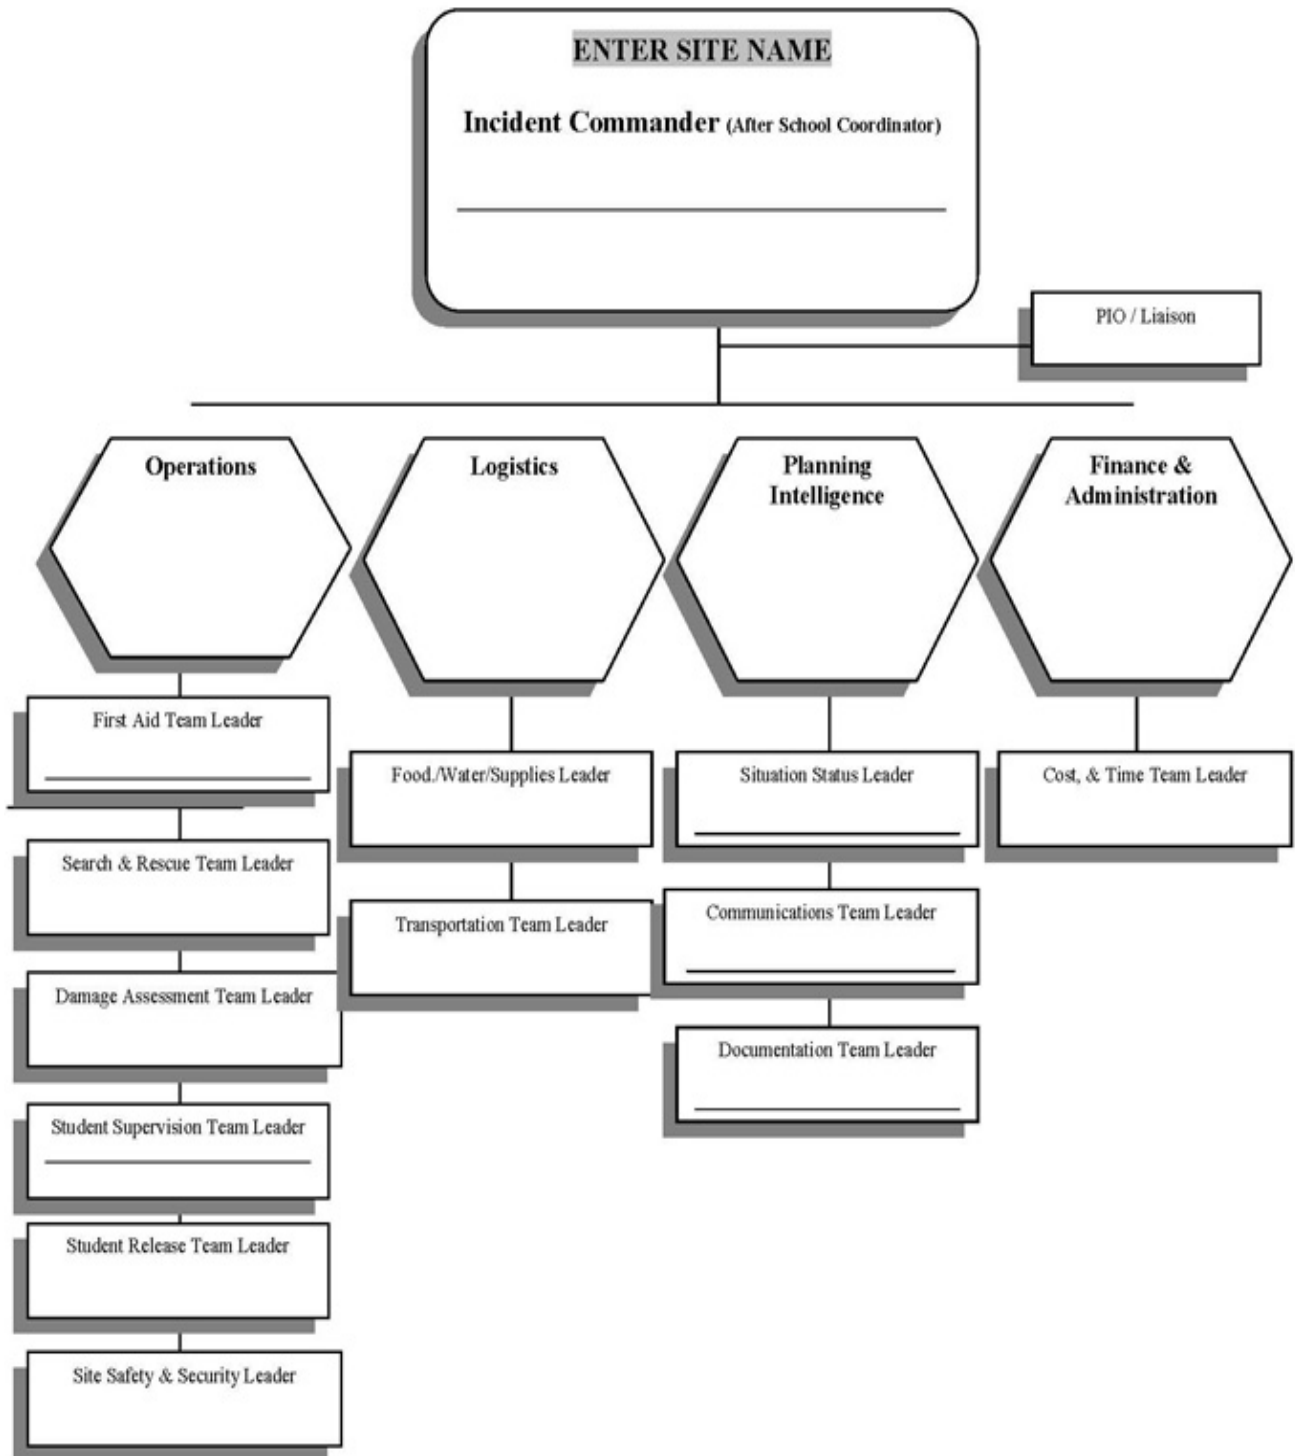 ENTER SITE NAME
Incident Commander (After School Coordinator)
PIO / Liaison
Operations
Logistics
Planning
Intelligence
Finance &
Administration
First Aid Team Leader
Search & Rescue Team Leader
Damage Assessment Team Leader
Student Supervision Team Leader
Student Release Team Leader
Site Safety & Security Leader
Food./Water/Supplies Leader
Transportation Team Leader
Situation Status Leader
Communications Team Leader
Documentation Team Leader
Cost, & Time Team Leader